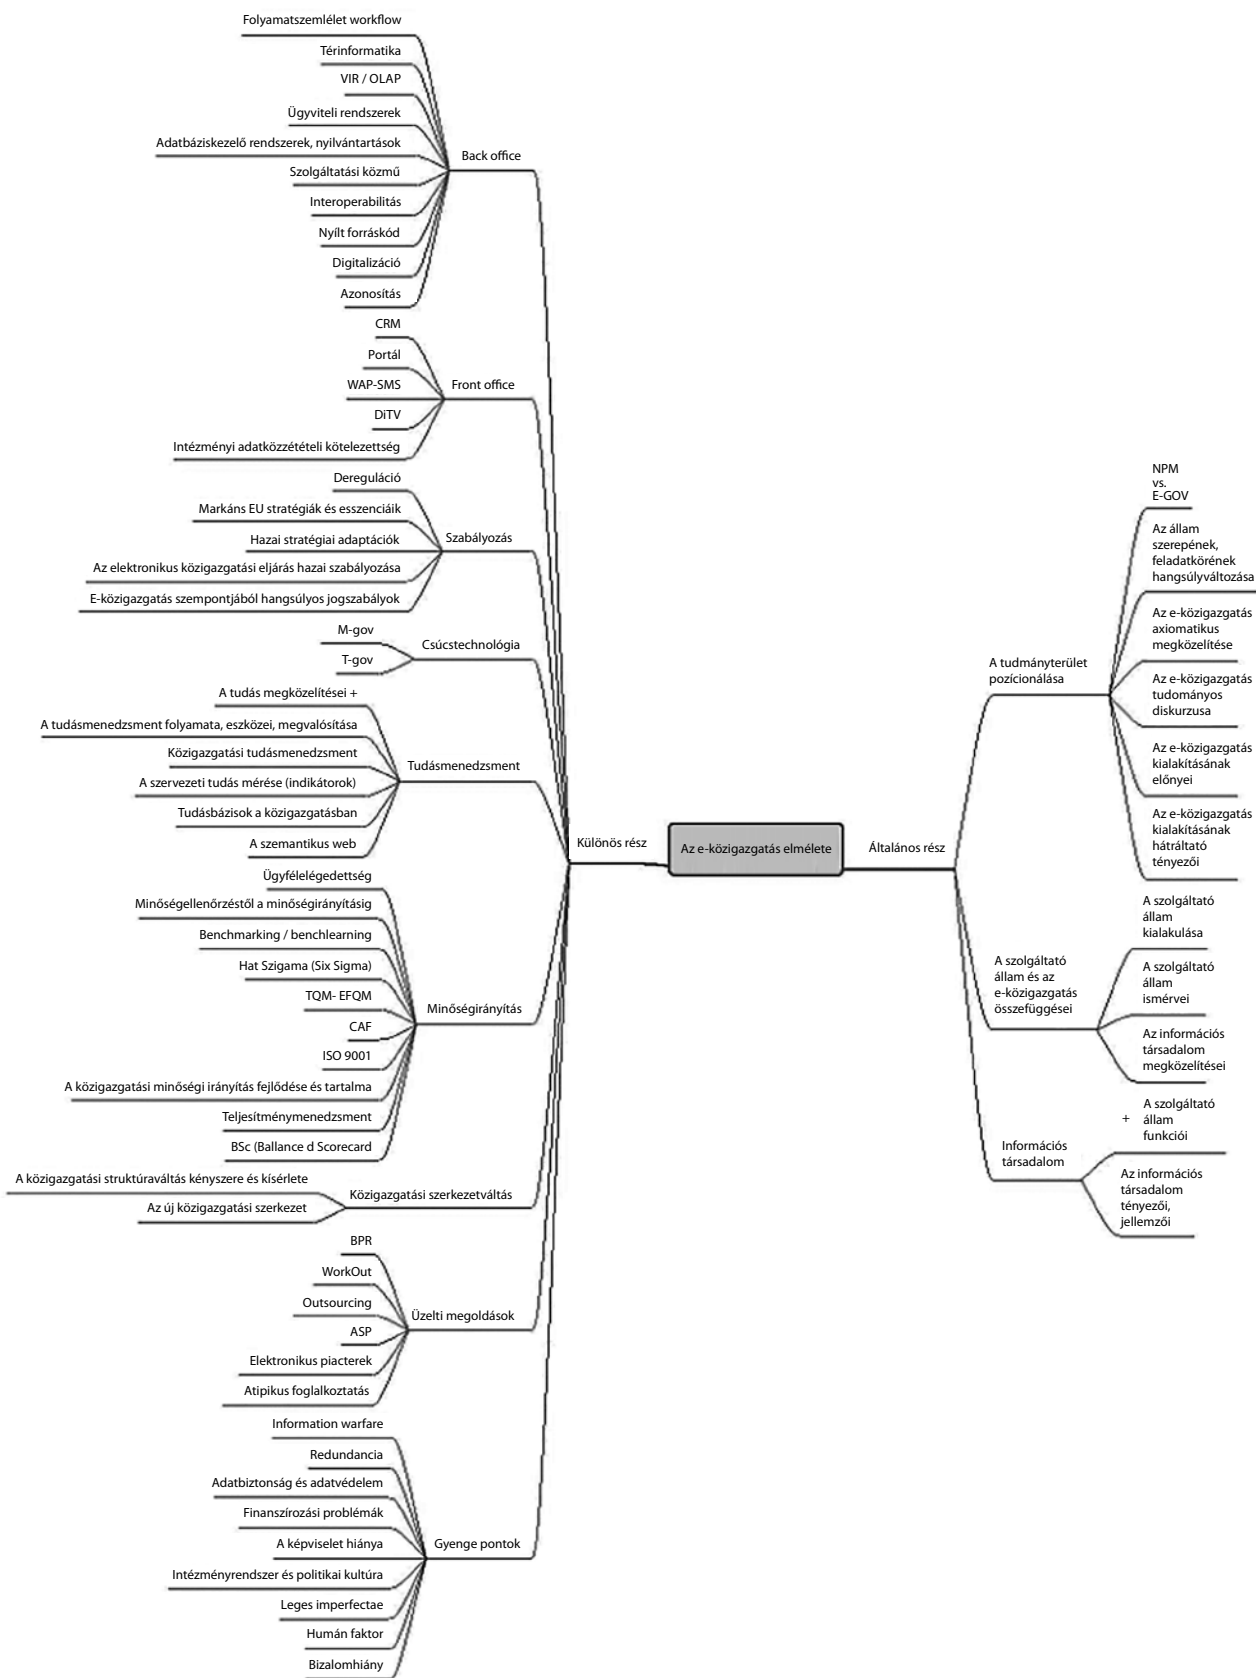 Folyamatszemlélet workflow
Térinformatika
VIR / OLAP
Ügyviteli rendszerek
Adatbáziskezelő rendszerek, nyilvántartások
Szolgáltatási közmű
Interoperabilitás
Nyílt forráskód
Digitalizáció
Azonosítás
Back office
CRM
Portál
WAP-SMS
DiTV
Intézményi adatközzétételi kötelezettség
Front office
Dereguláció
Markáns EU stratégiák és esszenciáik
Hazai stratégiai adaptációk
Az elektronikus közigazgatási eljárás hazai szabályozása
E-közigazgatás szempontjából hangsúlyos jogszabályok
Szabályozás
M-gov
T-gov
Csúcstechnológia
A tudás megközelítései +
A tudásmenedzsment folyamata, eszközei, megvalósítása
Közigazgatási tudásmenedzsment
A szervezeti tudás mérése (indikátorok)
Tudásbázisok a közigazgatásban
A szemantikus web
Tudásmenedzsment
Ügyfélelégedettség
Minőségellenőrzéstől a minőségirányításig
Benchmarking / benchlearning
Hat Szigama (Six Sigma)
TQM- EFQM
CAF
ISO 9001
A közigazgatási minőségi irányítás fejlődése és tartalma
Teljesítménymenedzsment
BSc (Ballance d Scorecard
Minőségirányítás
A közigazgatási struktúraváltás kényszere és kísérlete
Az új közigazgatási szerkezet
Közigazgatási szerkezetváltás
BPR
WorkOut
Outsourcing
ASP
Elektronikus piacterek
Atipikus foglalkoztatás
Üzelti megoldások
Information warfare
Redundancia
Adatbiztonság és adatvédelem
Finanszírozási problémák
A képviselet hiánya
Intézményrendszer és politikai kultúra
Leges imperfectae
Humán faktor
Bizalomhiány
Gyenge pontok
Különös rész
Az e-közigazgatás elmélete
Általános rész
A tudmányterület
pozícionálása
NPM
vs.
E-GOV
Az állam
szerepének,
feladatkörének
hangsúlyváltozása
Az e-közigazgatás
axiomatikus
megközelítése
Az e-közigazgatás
tudományos
diskurzusa
Az e-közigazgatás
kialakításának
előnyei
Az e-közigazgatás
kialakításának
hátráltató
tényezői
A szolgáltató
állam és az
e-közigazgatás
összefüggései
A szolgáltató
állam
kialakulása
A szolgáltató
állam
ismérvei
Az információs
társadalom
megközelítései
Információs
társadalom
+ A szolgáltató
állam
funkciói
Az információs
társadalom
tényezői,
jellemzői